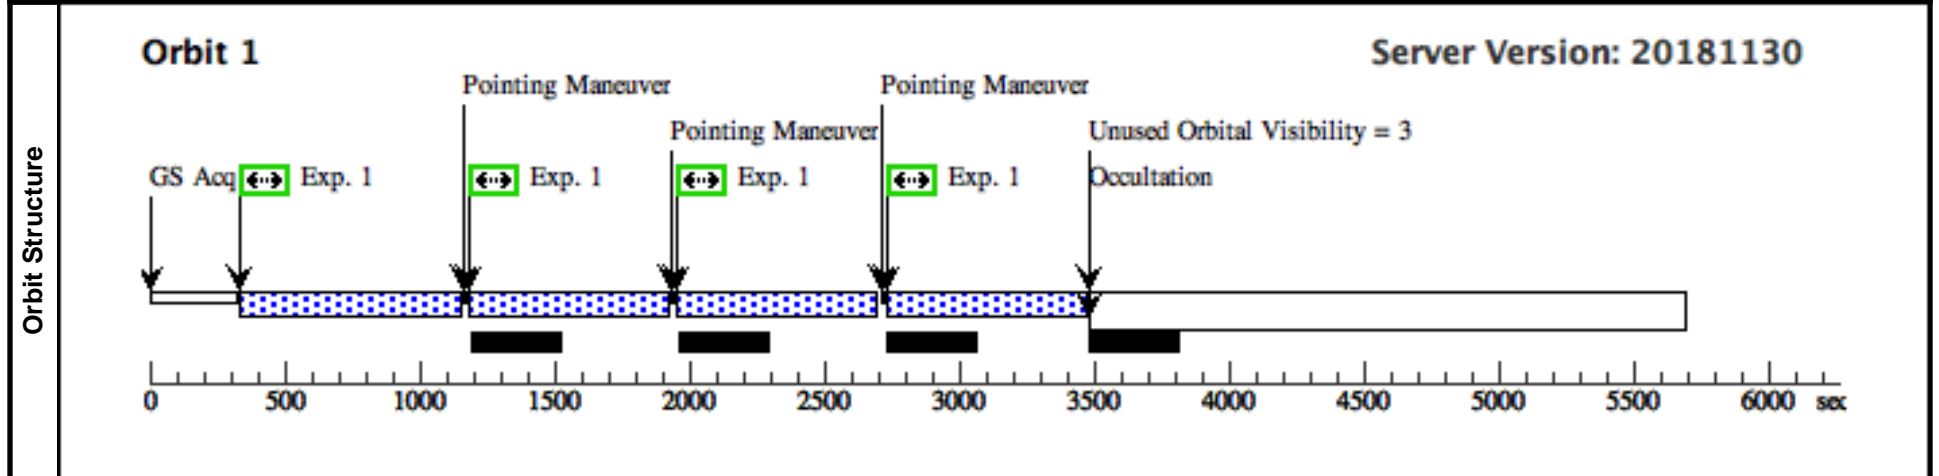 Orbit Structure
Orbit 1
Server Version: 20181130
Pointing Maneuver
Pointing Maneuver
Pointing Maneuver
Unused Orbital Visibility = 3
GS Acq
Exp. 1
Exp. 1
Exp. 1
Exp. 1
Occultation
0 500 1000 1500 2000 2500 3000 3500 4000 4500 5000 5500 6000 sec